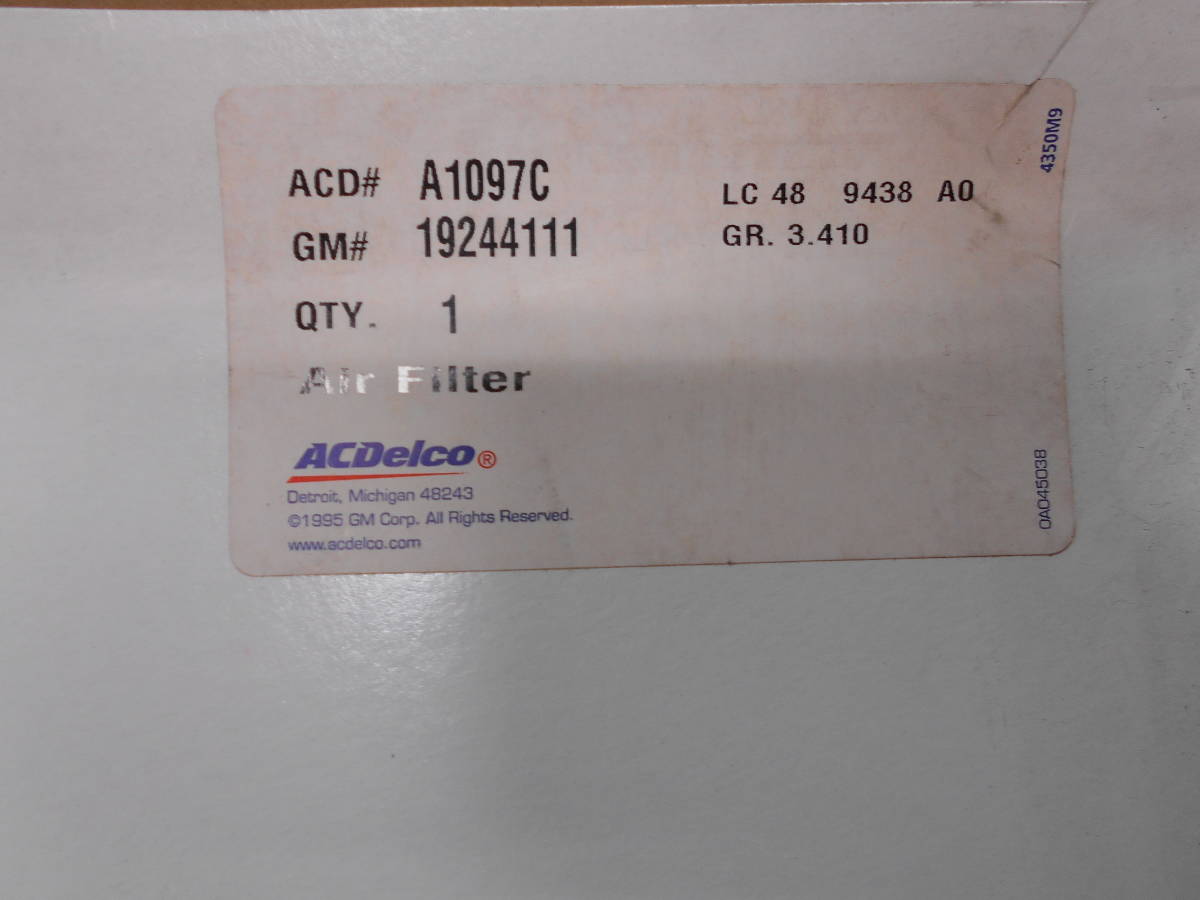 ACD# A1097C
GM# 19244111
QTY. 1
Air Filter
LC 48 9438 A0
GR. 3.410
4350M9
ACDelco®
Detroit, Michigan 48243
©1995 GM Corp. All Rights Reserved.
www.acdelco.com
0A045038